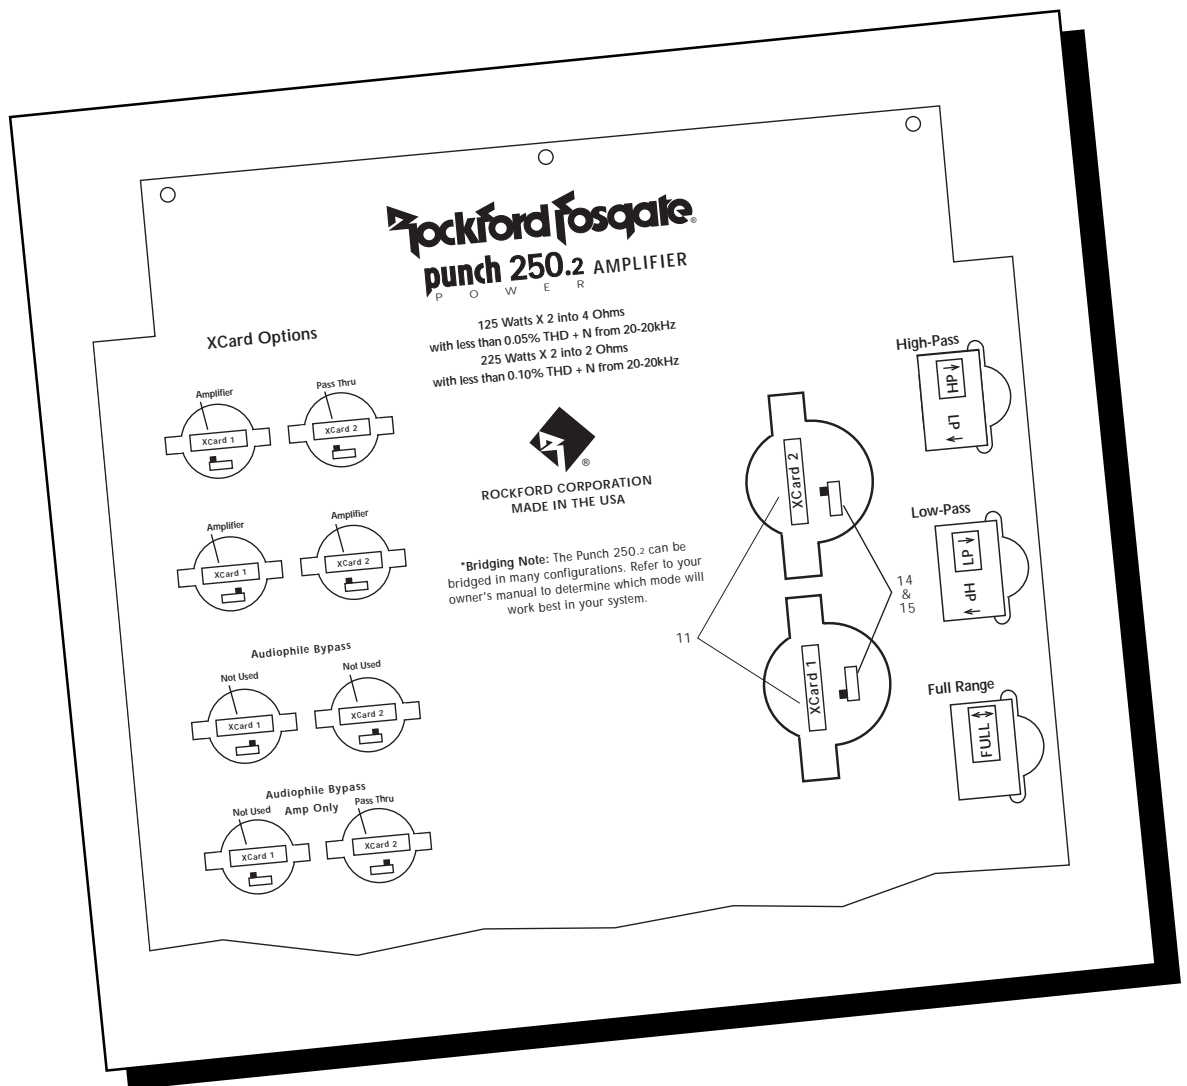 Rockford Fosgate®
punch 250.2 AMPLIFIER
POWER
125 Watts X 2 into 4 Ohms
with less than 0.05% THD + N from 20-20kHz
225 Watts X 2 into 2 Ohms
with less than 0.10% THD + N from 20-20kHz
®
ROCKFORD CORPORATION
MADE IN THE USA
*Bridging Note: The Punch 250.2 can be
bridged in many configurations. Refer to your
owner's manual to determine which mode will
work best in your system.
XCard Options
Amplifier
XCard 1
Pass Thru
XCard 2
Amplifier
XCard 1
Amplifier
XCard 2
Audiophile Bypass
Not Used
XCard 1
Not Used
XCard 2
Audiophile Bypass
Amp Only
Not Used
XCard 1
Pass Thru
XCard 2
XCard 2
XCard 1
11
14
&
15
High-Pass
HP
LP
Low-Pass
LP
HP
Full Range
FULL